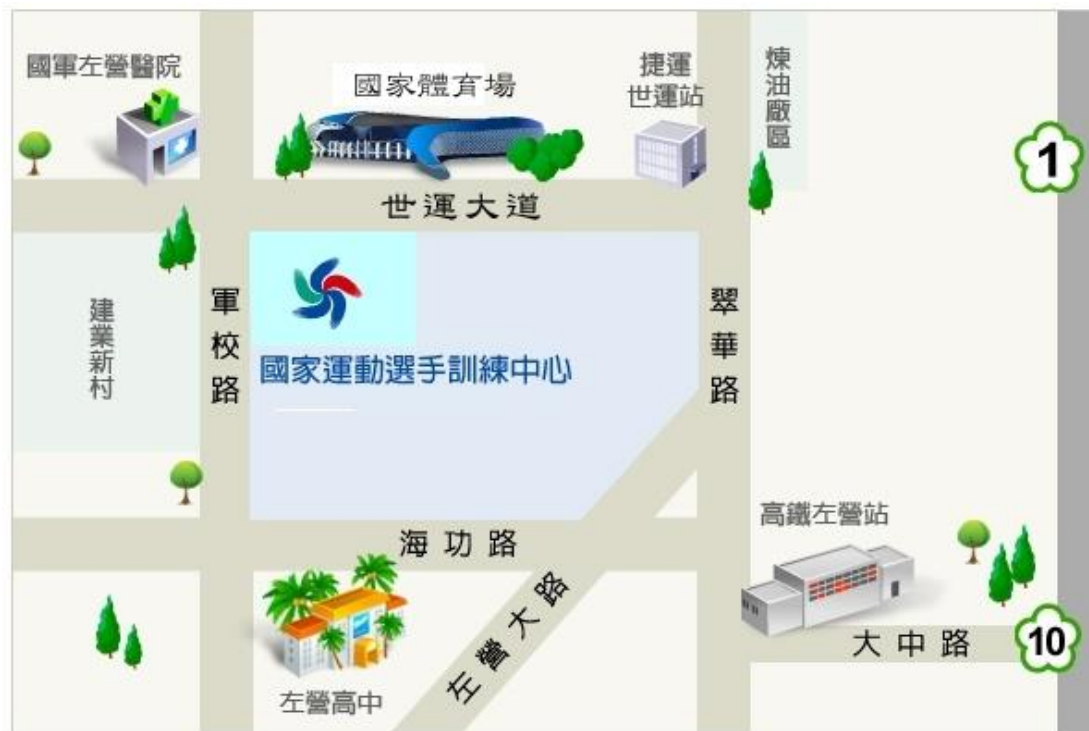 國軍左營醫院
國家體育場
捷運
世運站
煉油廠區
1
世運大道
建業新村
軍校路
國家運動選手訓練中心
翠華路
海功路
高鐵左營站
左營高中
左營大路
大中路
10